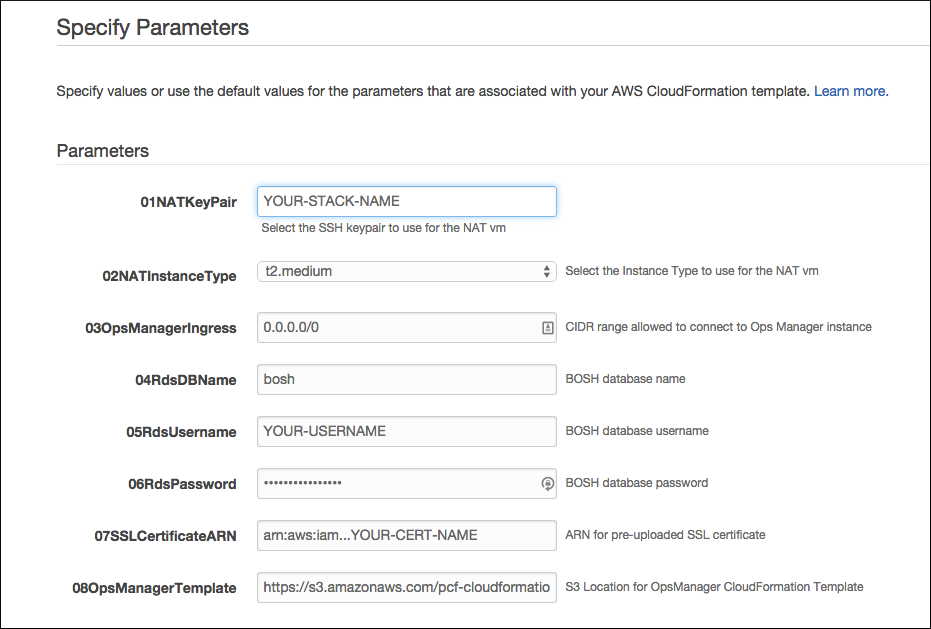 Specify Parameters
Specify values or use the default values for the parameters that are associated with your AWS CloudFormation template. Learn more.
Parameters
01NATKeyPair YOUR-STACK-NAME
Select the SSH keypair to use for the NAT vm
02NATInstanceType t2.medium Select the Instance Type to use for the NAT vm
03OpsManagerIngress 0.0.0.0/0 CIDR range allowed to connect to Ops Manager instance
04RdsDBName bosh BOSH database name
05RdsUsername YOUR-USERNAME BOSH database username
06RdsPassword •••••••••••••••• BOSH database password
07SSLCertificateARN arn:aws:iam...YOUR-CERT-NAME ARN for pre-uploaded SSL certificate
08OpsManagerTemplate https://s3.amazonaws.com/pcf-cloudformatio S3 Location for OpsManager CloudFormation Template